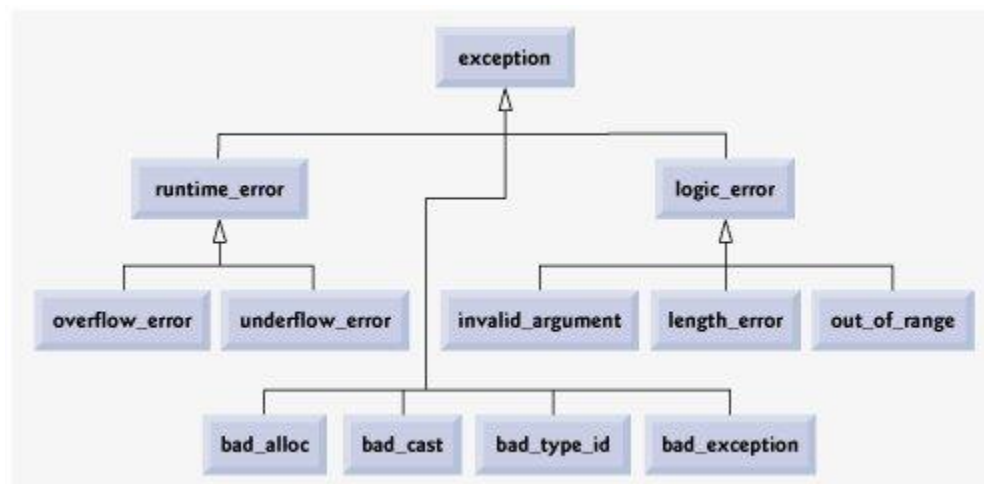 exception
runtime_error
logic_error
overflow_error
underflow_error
invalid_argument
length_error
out_of_range
bad_alloc
bad_cast
bad_type_id
bad_exception